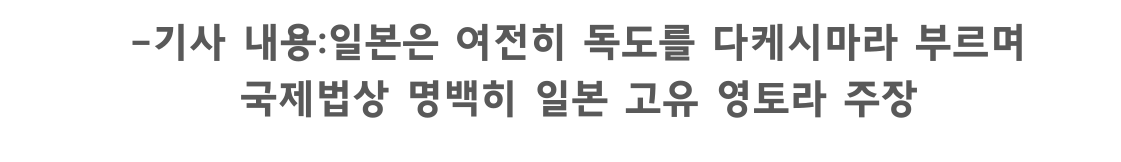 –기사 내용:일본은 여전히 독도를 다케시마라 부르며
국제법상 명백히 일본 고유 영토라 주장